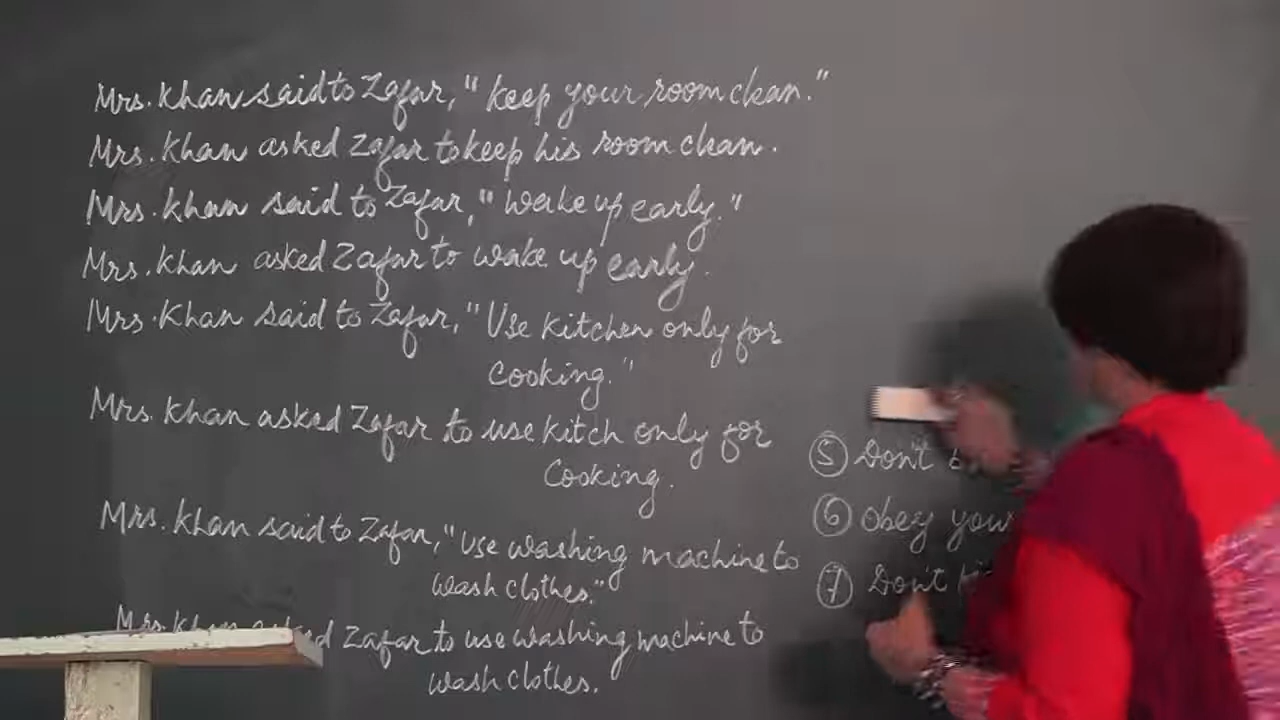 Mrs. Khan said to Zafar, "keep your room clean."
Mrs. Khan asked Zafar to keep his room clean.
Mrs. Khan said to Zafar, "Wake up early."
Mrs. Khan asked Zafar to wake up early.
Mrs. Khan said to Zafar, "Use kitchen only for
cooking."
Mrs. Khan asked Zafar to use kitch only for
Cooking.
Mrs. Khan said to Zafar, "use washing machine to
wash clothes."
Mrs. Khan asked Zafar to use washing machine to
wash clothes.
5 Don't
6 Obey your
7 Don't